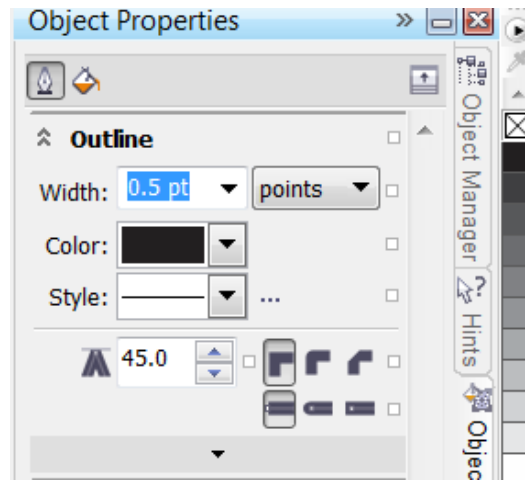 Object Properties
Outline
Width: 0.5 pt points
Color:
Style: ...
45.0
Object Manager
Hints
Objec